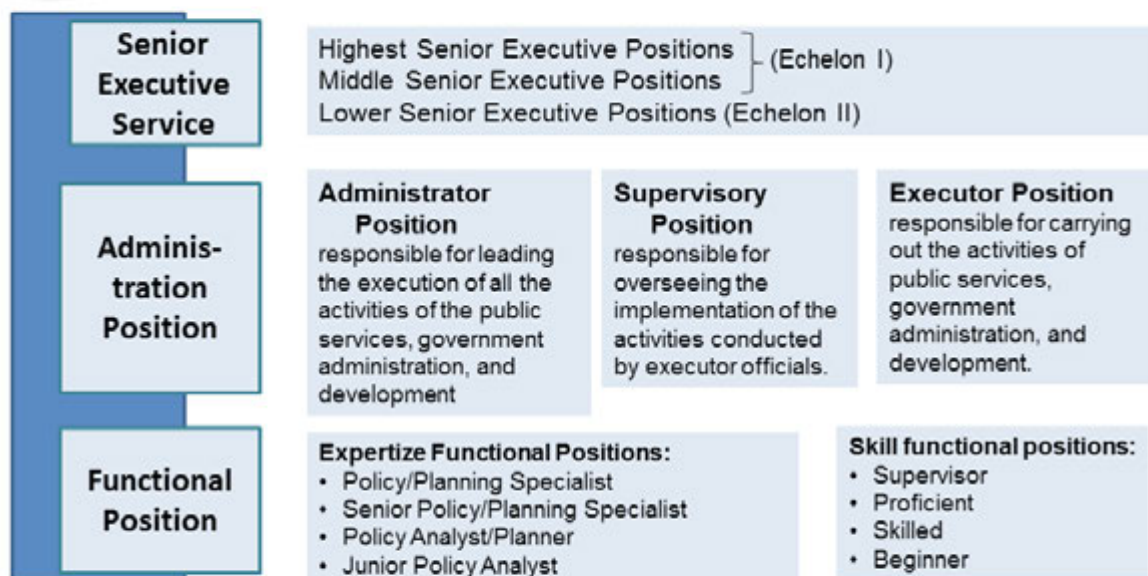 Senior
Executive
Service
Highest Senior Executive Positions
Middle Senior Executive Positions
(Echelon I)
Lower Senior Executive Positions (Echelon II)
Adminis-
tration
Position
Administrator
Position
responsible for leading
the execution of all the
activities of the public
services, government
administration, and
development
Supervisory
Position
responsible for
overseeing the
implementation of the
activities conducted
by executor officials.
Executor Position
responsible for carrying
out the activities of
public services,
government
administration, and
development.
Functional
Position
Expertize Functional Positions:
• Policy/Planning Specialist
• Senior Policy/Planning Specialist
• Policy Analyst/Planner
• Junior Policy Analyst
Skill functional positions:
• Supervisor
• Proficient
• Skilled
• Beginner